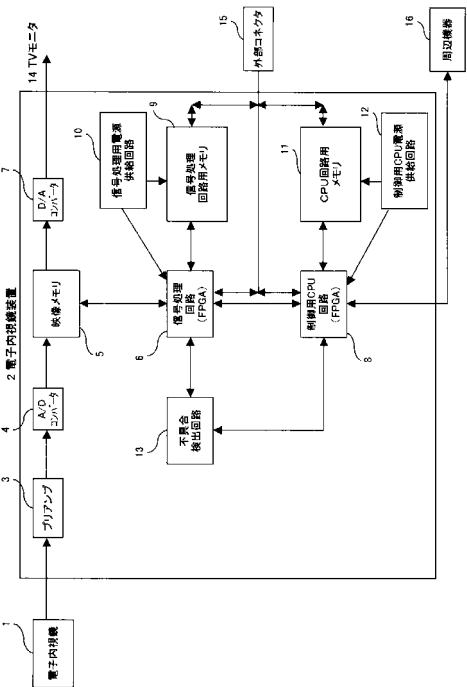 2 電子内視鏡装置
14 TVモニタ
1
電子内視鏡
3
プリアンプ
4
A/D
コンバータ
映像メモリ
5
7
D/A
コンバータ
10
信号処理用電源
供給回路
信号処理
回路
(FPGA)
6
9
信号処理
回路用メモリ
15
外部コネクタ
13
不具合
検出回路
制御用CPU
回路
(FPGA)
8
11
CPU回路用
メモリ
12
制御用CPU電源
供給回路
16
周辺機器